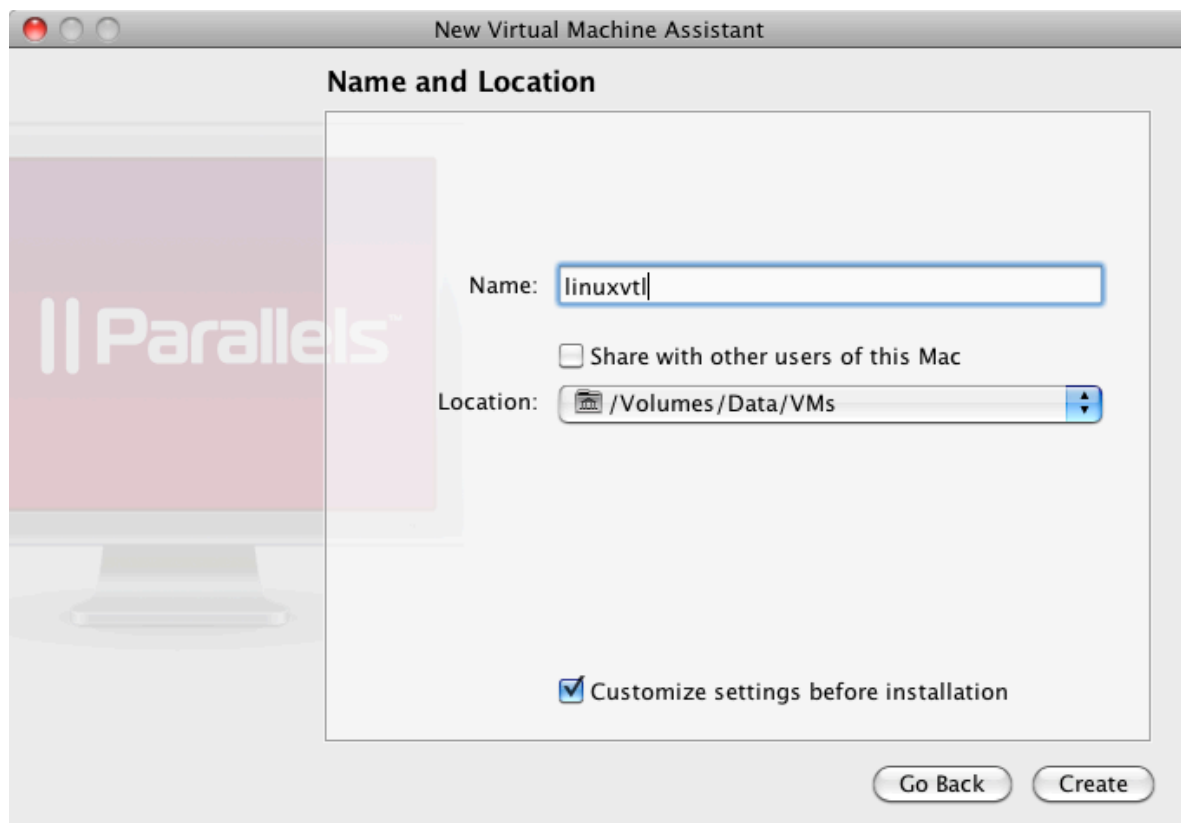 New Virtual Machine Assistant
Name and Location
Parallels™
Name: linuxvtl
Share with other users of this Mac
Location: /Volumes/Data/VMs
Customize settings before installation
Go Back Create